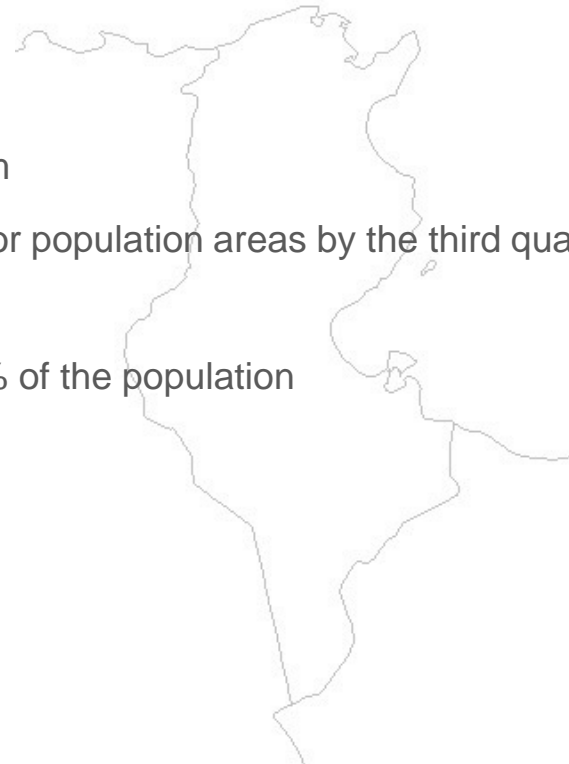 n
or population areas by the third qua
% of the population